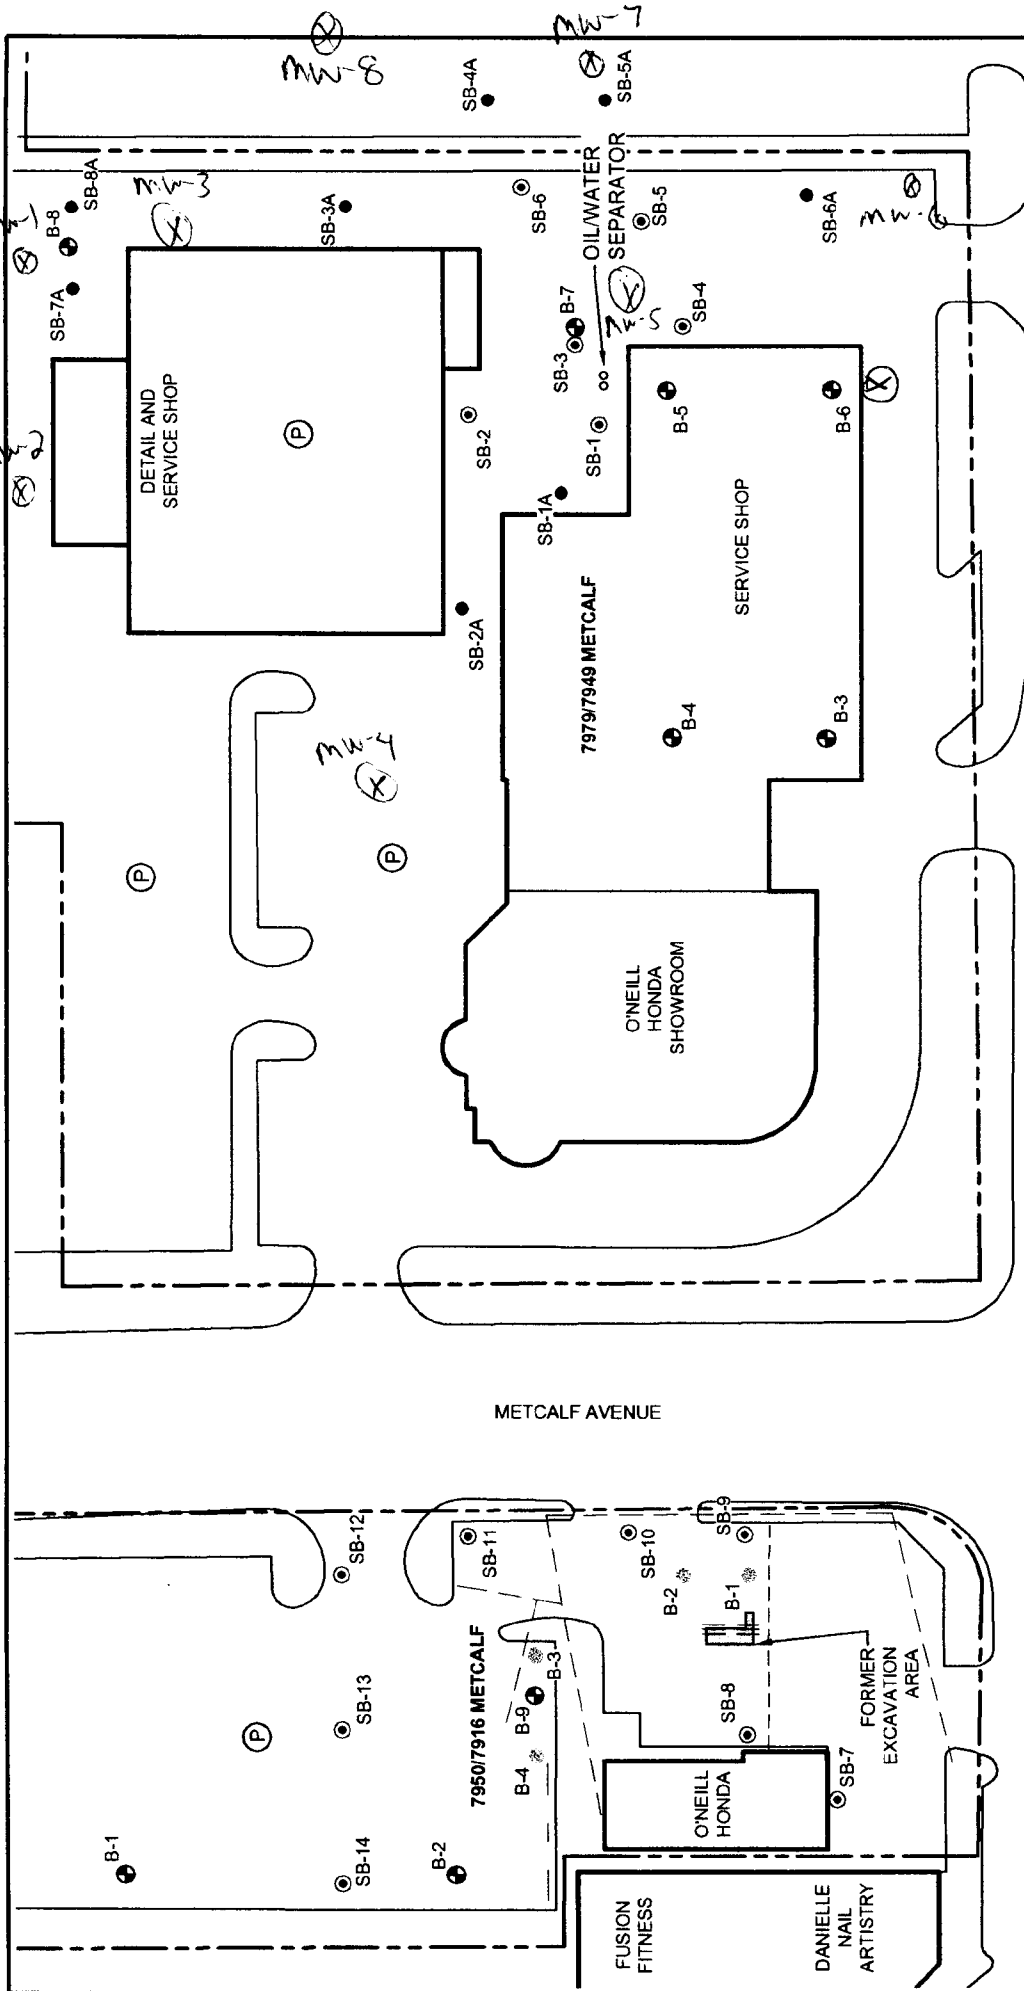 MW-8
MW-7
SB-4A
SB-5A
SB-8A
B-8
SB-7A
MW-3
SB-3A
SB-6
OIL/WATER
SEPARATOR
SB-5
SB-6A
B-7
SB-3
MW-5
SB-4
DETAIL AND
SERVICE SHOP
P
SB-2
SB-1
SB-1A
B-5
B-6
SERVICE SHOP
SB-2A
7979/7949 METCALF
MW-4
B-4
B-3
P
P
O'NEILL
HONDA
SHOWROOM
METCALF AVENUE
SB-12
SB-11
SB-10
SB-9
B-2
B-1
SB-13
P
7950/7916 METCALF
B-3
B-9
B-4
SB-8
FORMER
EXCAVATION
AREA
SB-7
O'NEILL
HONDA
B-1
SB-14
B-2
FUSION
FITNESS
DANIELLE
NAIL
ARTISTRY